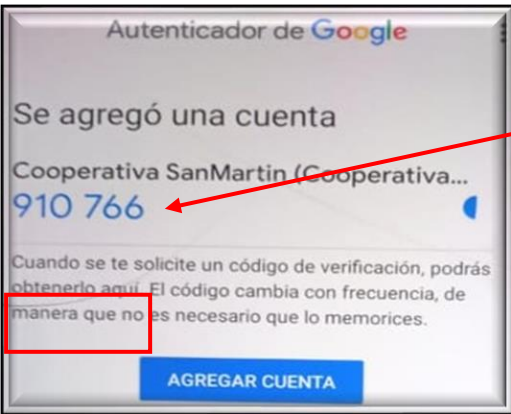 Autenticador de Google
Se agregó una cuenta
Cooperativa SanMartin (Cooperativa...
910 766
Cuando se te solicite un código de verificación, podrás
obtenerlo aquí. El código cambia con frecuencia, de
manera que no es necesario que lo memorices.
AGREGAR CUENTA